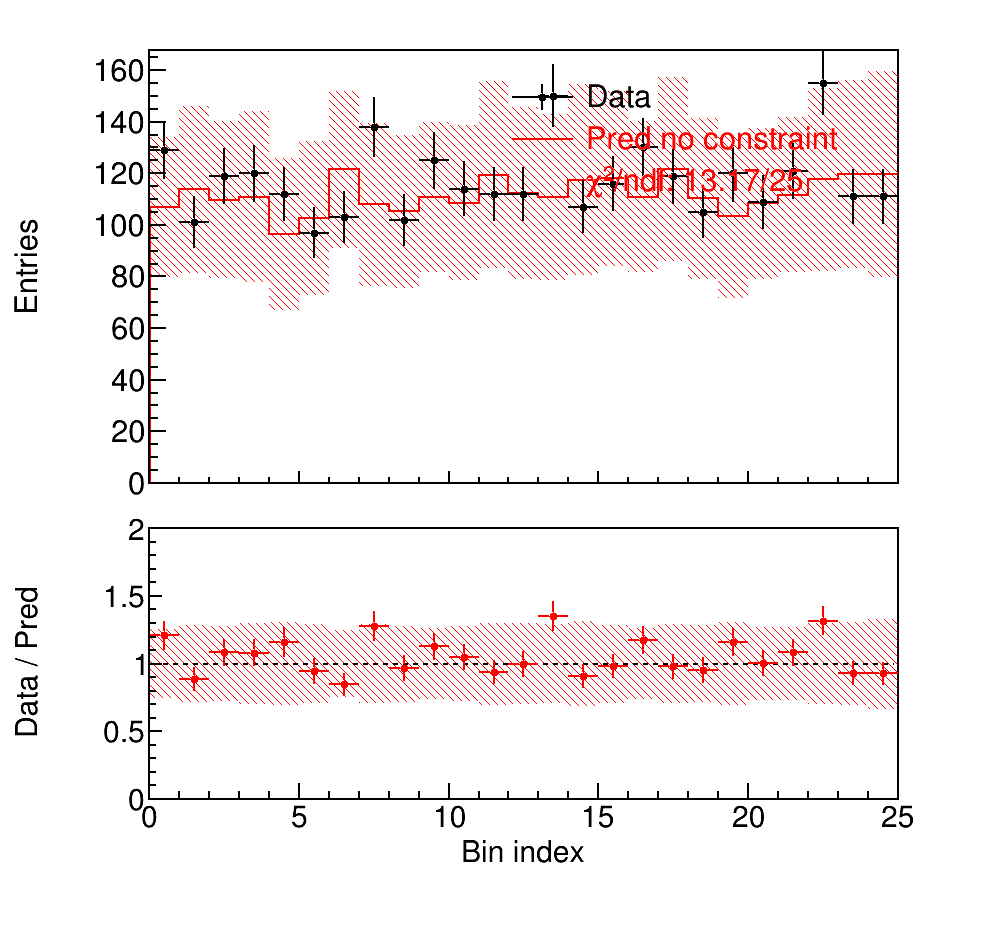 160
140
120
100
80
60
40
20
0
Entries
Data
Pred no constraint
χ²/ndf: 13.17/25
2
1.5
1
0.5
0
Data / Pred
0 5 10 15 20 25
Bin index